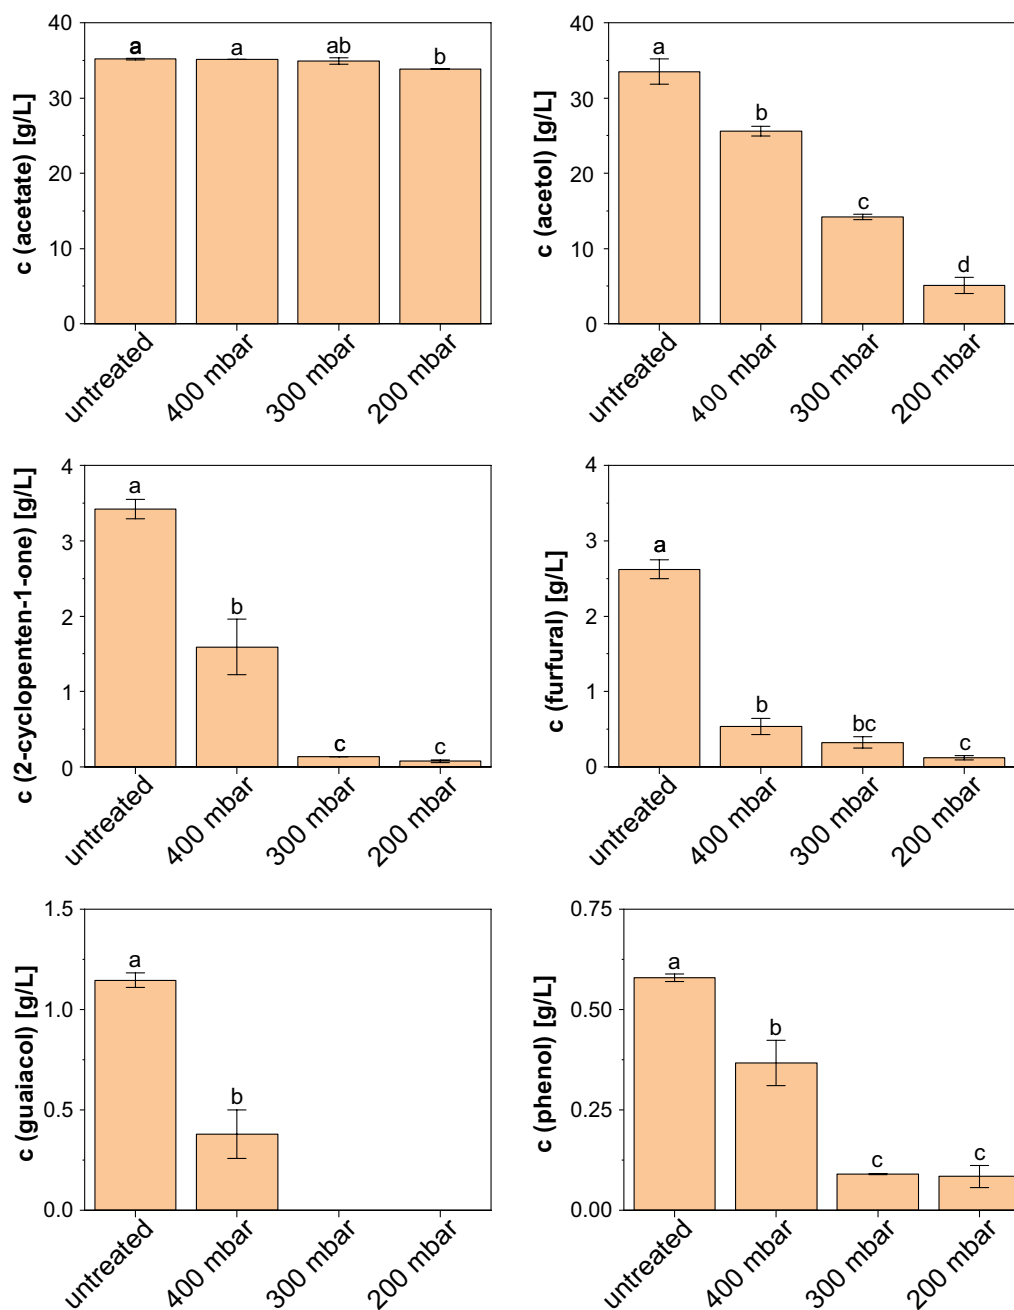 c (acetate) [g/L]
40
30
20
10
0
a
a
ab
b
untreated
400 mbar
300 mbar
200 mbar
c (acetol) [g/L]
40
30
20
10
0
a
b
c
d
untreated
400 mbar
300 mbar
200 mbar
c (2-cyclopenten-1-one) [g/L]
4
3
2
1
0
a
b
c
c
untreated
400 mbar
300 mbar
200 mbar
c (furfural) [g/L]
4
3
2
1
0
a
b
bc
c
untreated
400 mbar
300 mbar
200 mbar
c (guaiacol) [g/L]
1.5
1.0
0.5
0.0
a
b
untreated
400 mbar
300 mbar
200 mbar
c (phenol) [g/L]
0.75
0.50
0.25
0.00
a
b
c
c
untreated
400 mbar
300 mbar
200 mbar